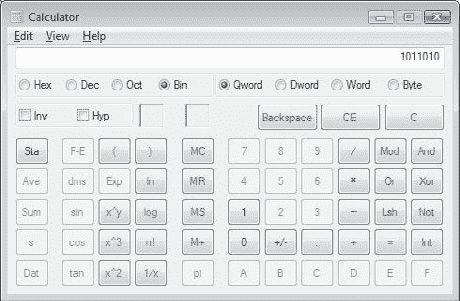 Calculator
Edit View Help
1011010
Hex Dec Oct Bin Qword Dword Word Byte
Inv Hyp Backspace CE C
Sta F-E ( ) MC 7 8 9 / Mod And
Ave dms Exp ln MR 4 5 6 * Or Xor
Sum sin x^y log MS 1 2 3 - Lsh Not
s cos x^3 n! M+ 0 +/- . + = Int
Dat tan x^2 1/x pi A B C D E F